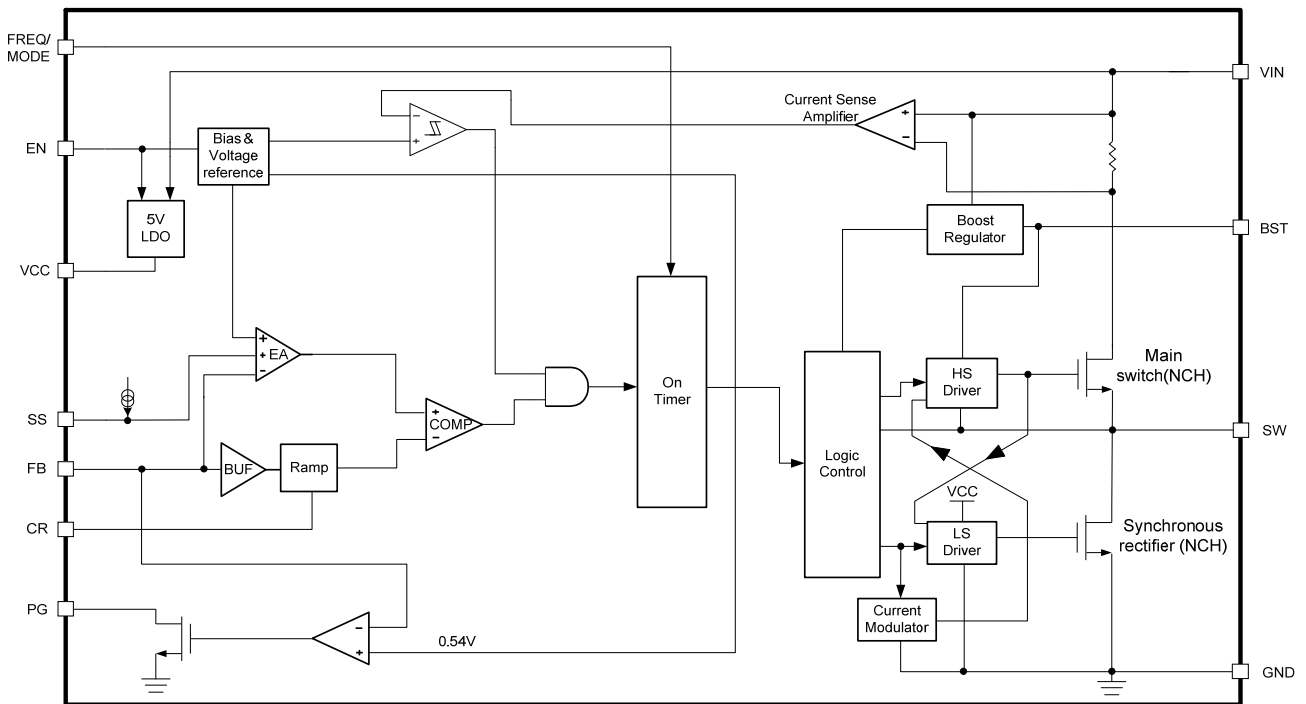 FREQ/
MODE
VIN
Current Sense
Amplifier
+
-
-
+
EN
Bias &
Voltage
reference
5V
LDO
VCC
Boost
Regulator
BST
+
+
-
EA
SS
On
Timer
HS
Driver
Main
switch(NCH)
+
COMP
-
SW
FB
BUF
Ramp
Logic
Control
CR
VCC
LS
Driver
Synchronous
rectifier (NCH)
PG
-
+
0.54V
Current
Modulator
GND